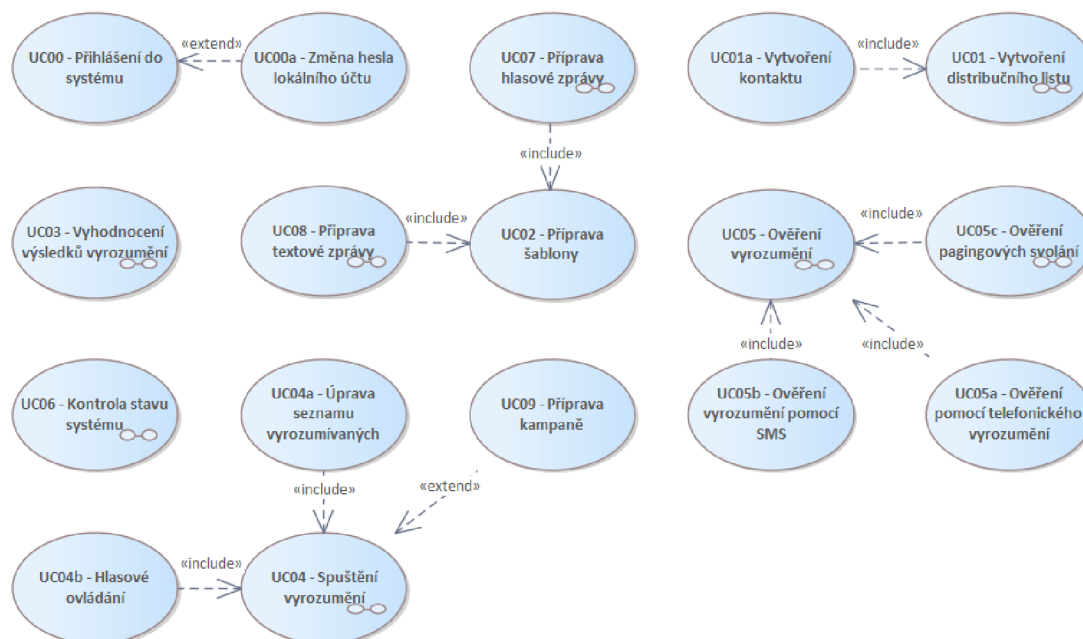 UC00 - Přihlášení do
systému
«extend»
UC00a - Změna hesla
lokálního účtu
UC07 - Příprava
hlasové zprávy
UC01a - Vytvoření
kontaktu
«include»
UC01 - Vytvoření
distribučního listu
«include»
UC03 - Vyhodnocení
výsledků vyrozumění
UC08 - Příprava
textové zprávy
«include»
UC02 - Příprava
šablony
UC05 - Ověření
vyrozumění
«include»
UC05c - Ověření
pagingových svolání
«include»
«include»
UC06 - Kontrola stavu
systému
UC04a - Úprava
seznamu
vyrozumívaných
UC09 - Příprava
kampaně
UC05b - Ověření
vyrozumění pomocí
SMS
UC05a - Ověření
pomocí telefonického
vyrozumění
«include»
«extend»
UC04b - Hlasové
ovládání
«include»
UC04 - Spuštění
vyrozumění